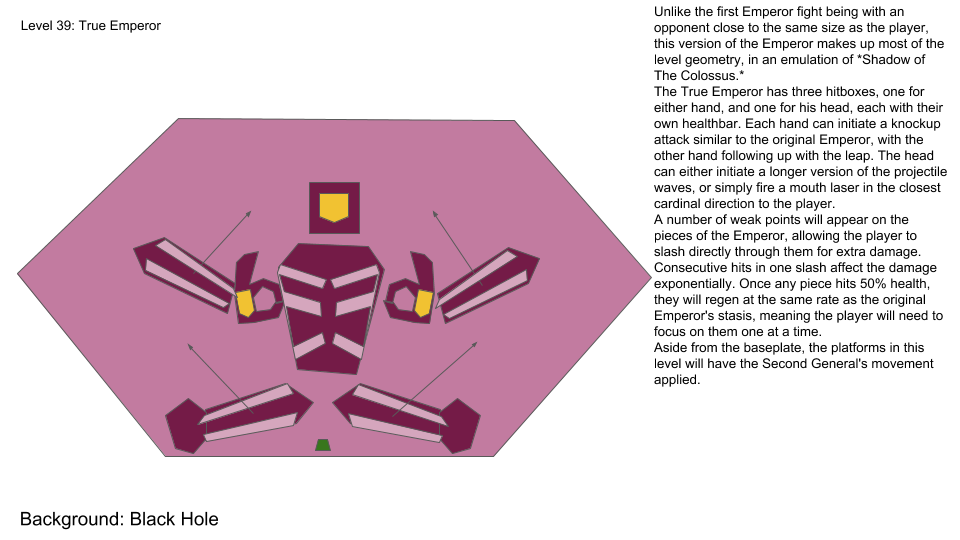 Level 39: True Emperor
Unlike the first Emperor fight being with an
opponent close to the same size as the player,
this version of the Emperor makes up most of the
level geometry, in an emulation of *Shadow of
The Colossus.*
The True Emperor has three hitboxes, one for
either hand, and one for his head, each with their
own healthbar. Each hand can initiate a knockup
attack similar to the original Emperor, with the
other hand following up with the leap. The head
can either initiate a longer version of the projectile
waves, or simply fire a mouth laser in the closest
cardinal direction to the player.
A number of weak points will appear on the
pieces of the Emperor, allowing the player to
slash directly through them for extra damage.
Consecutive hits in one slash affect the damage
exponentially. Once any piece hits 50% health,
they will regen at the same rate as the original
Emperor's stasis, meaning the player will need to
focus on them one at a time.
Aside from the baseplate, the platforms in this
level will have the Second General's movement
applied.
Background: Black Hole